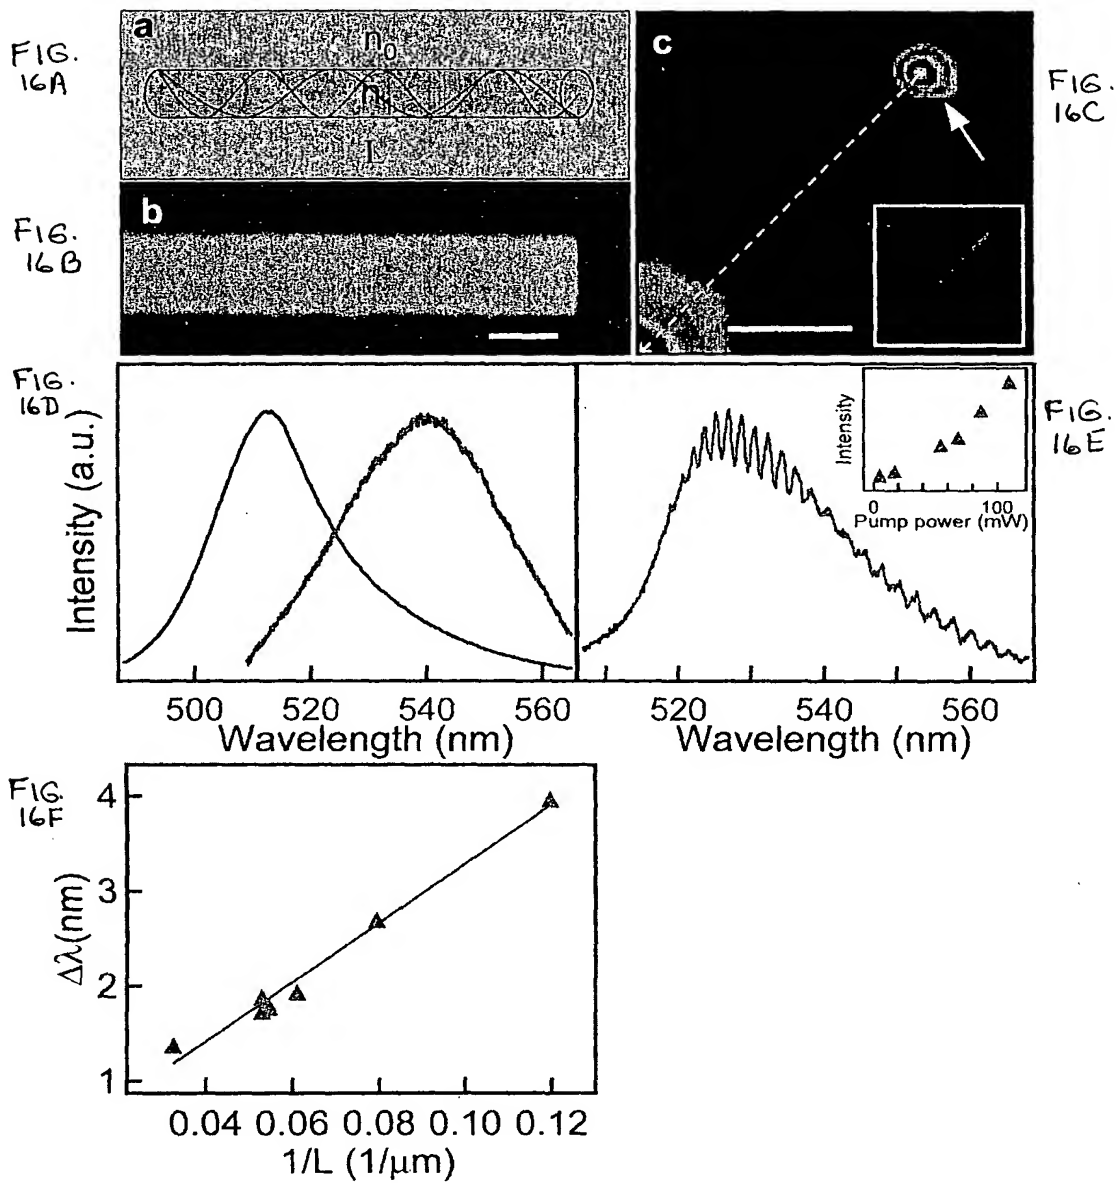 FIG.
16A
a
n₀
n₁
L
FIG.
16B
b
c
FIG.
16C
FIG.
16D
Intensity (a.u.)
500 520 540 560
Wavelength (nm)
FIG.
16E
Intensity
0 100
Pump power (mW)
520 540 560
Wavelength (nm)
FIG.
16F
Δλ(nm)
4
3
2
1
0.04 0.06 0.08 0.10 0.12
1/L (1/μm)